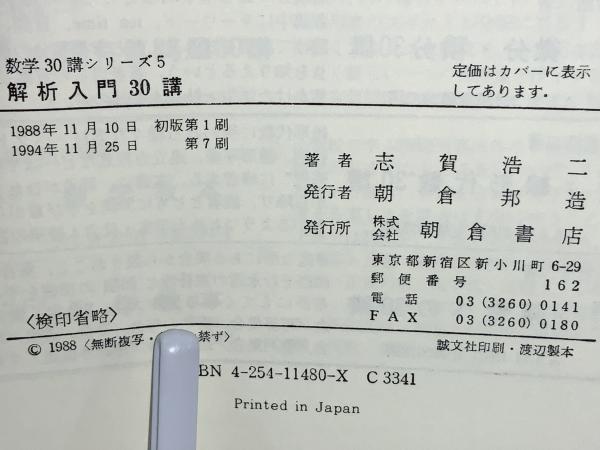 数学30講シリーズ5
解析入門30講
定価はカバーに表示
してあります。
1988年11月10日 初版第1刷
1994年11月25日 第7刷
著者 志賀浩二
発行者 朝倉邦造
発行所 株式会社 朝倉書店
東京都新宿区新小川町6-29
郵便番号 162
電話 03(3260)0141
FAX 03(3260)0180
〈検印省略〉
© 1988〈無断複写・ 禁ず〉
誠文社印刷・渡辺製本
BN 4-254-11480-X C3341
Printed in Japan